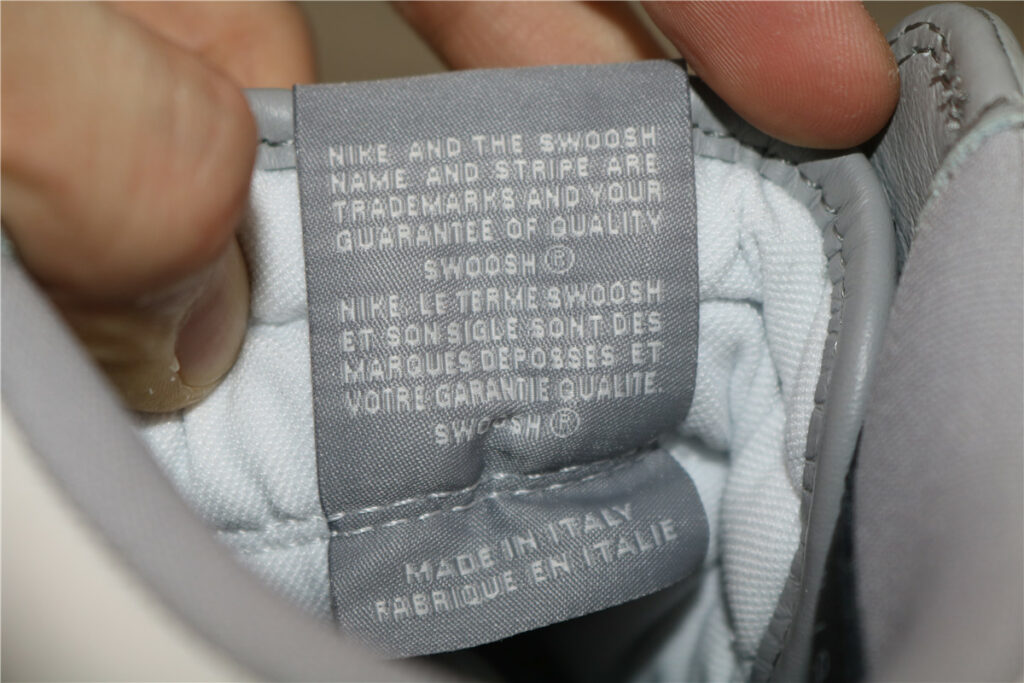 NIKE AND THE SWOOSH
NAME AND STRIPE ARE
TRADEMARKS AND YOUR
GUARANTEE OF QUALITY
SWOOSH ®
NIKE, LE TERME SWOOSH
ET SON SIGLE SONT DES
MARQUES DEPOSSES ET
VOTRE GARANTIE QUALITE.
SWOOSH ®
MADE IN ITALY
FABRIQUE EN ITALIE